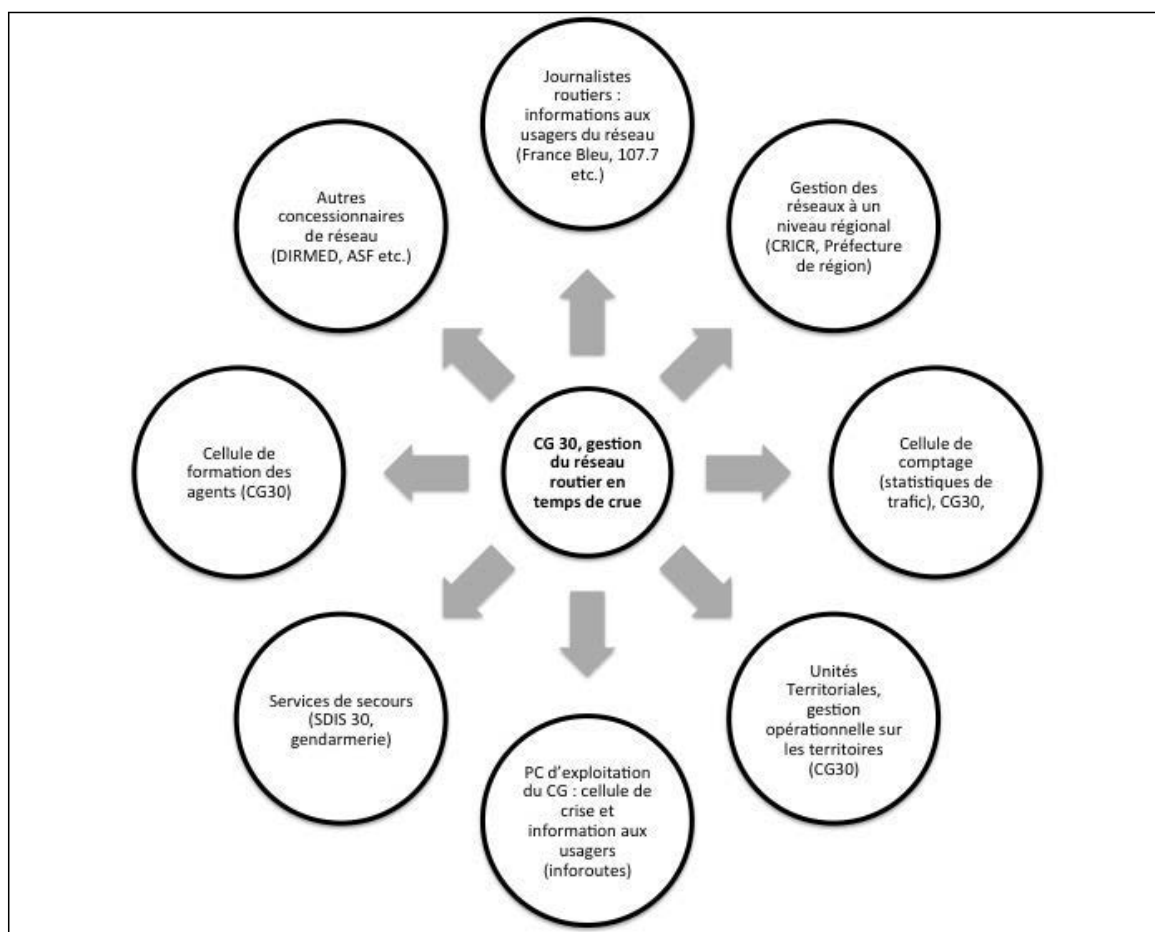 Journalistes
routiers :
informations aux
usagers du réseau
(France Bleu, 107.7
etc.)
Autres
concessionnaires
de réseau
(DIRMED, ASF etc.)
Gestion des
réseaux à un
niveau régional
(CRICR, Préfecture
de région)
Cellule de
formation des
agents (CG30)
CG 30, gestion
du réseau
routier en
temps de crue
Cellule de
comptage
(statistiques de
trafic), CG30,
Services de secours
(SDIS 30,
gendarmerie)
Unités
Territoriales,
gestion
opérationnelle sur
les territoires
(CG30)
PC d’exploitation
du CG : cellule de
crise et
information aux
usagers
(inforoutes)